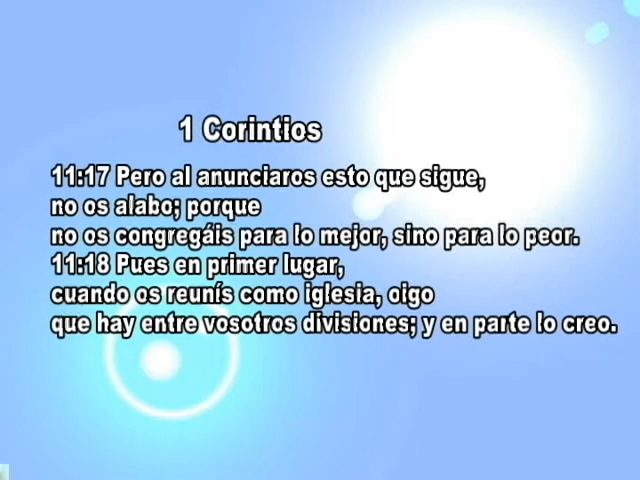 1 Corintios
11:17 Pero al anunciaros esto que sigue,
no os alabo; porque
no os congregáis para lo mejor, sino para lo peor.
11:18 Pues en primer lugar,
cuando os reunís como iglesia, oigo
que hay entre vosotros divisiones; y en parte lo creo.